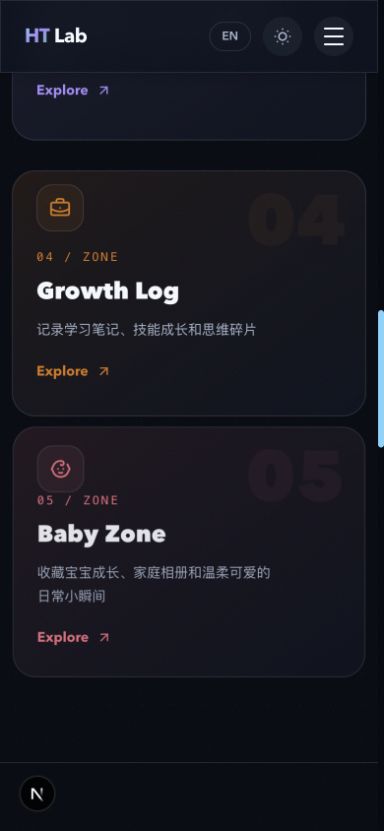 HT Lab
EN
Explore ↗
04
04 / ZONE
Growth Log
记录学习笔记、技能成长和思维碎片
Explore ↗
05
05 / ZONE
Baby Zone
收藏宝宝成长、家庭相册和温柔可爱的
日常小瞬间
Explore ↗
N